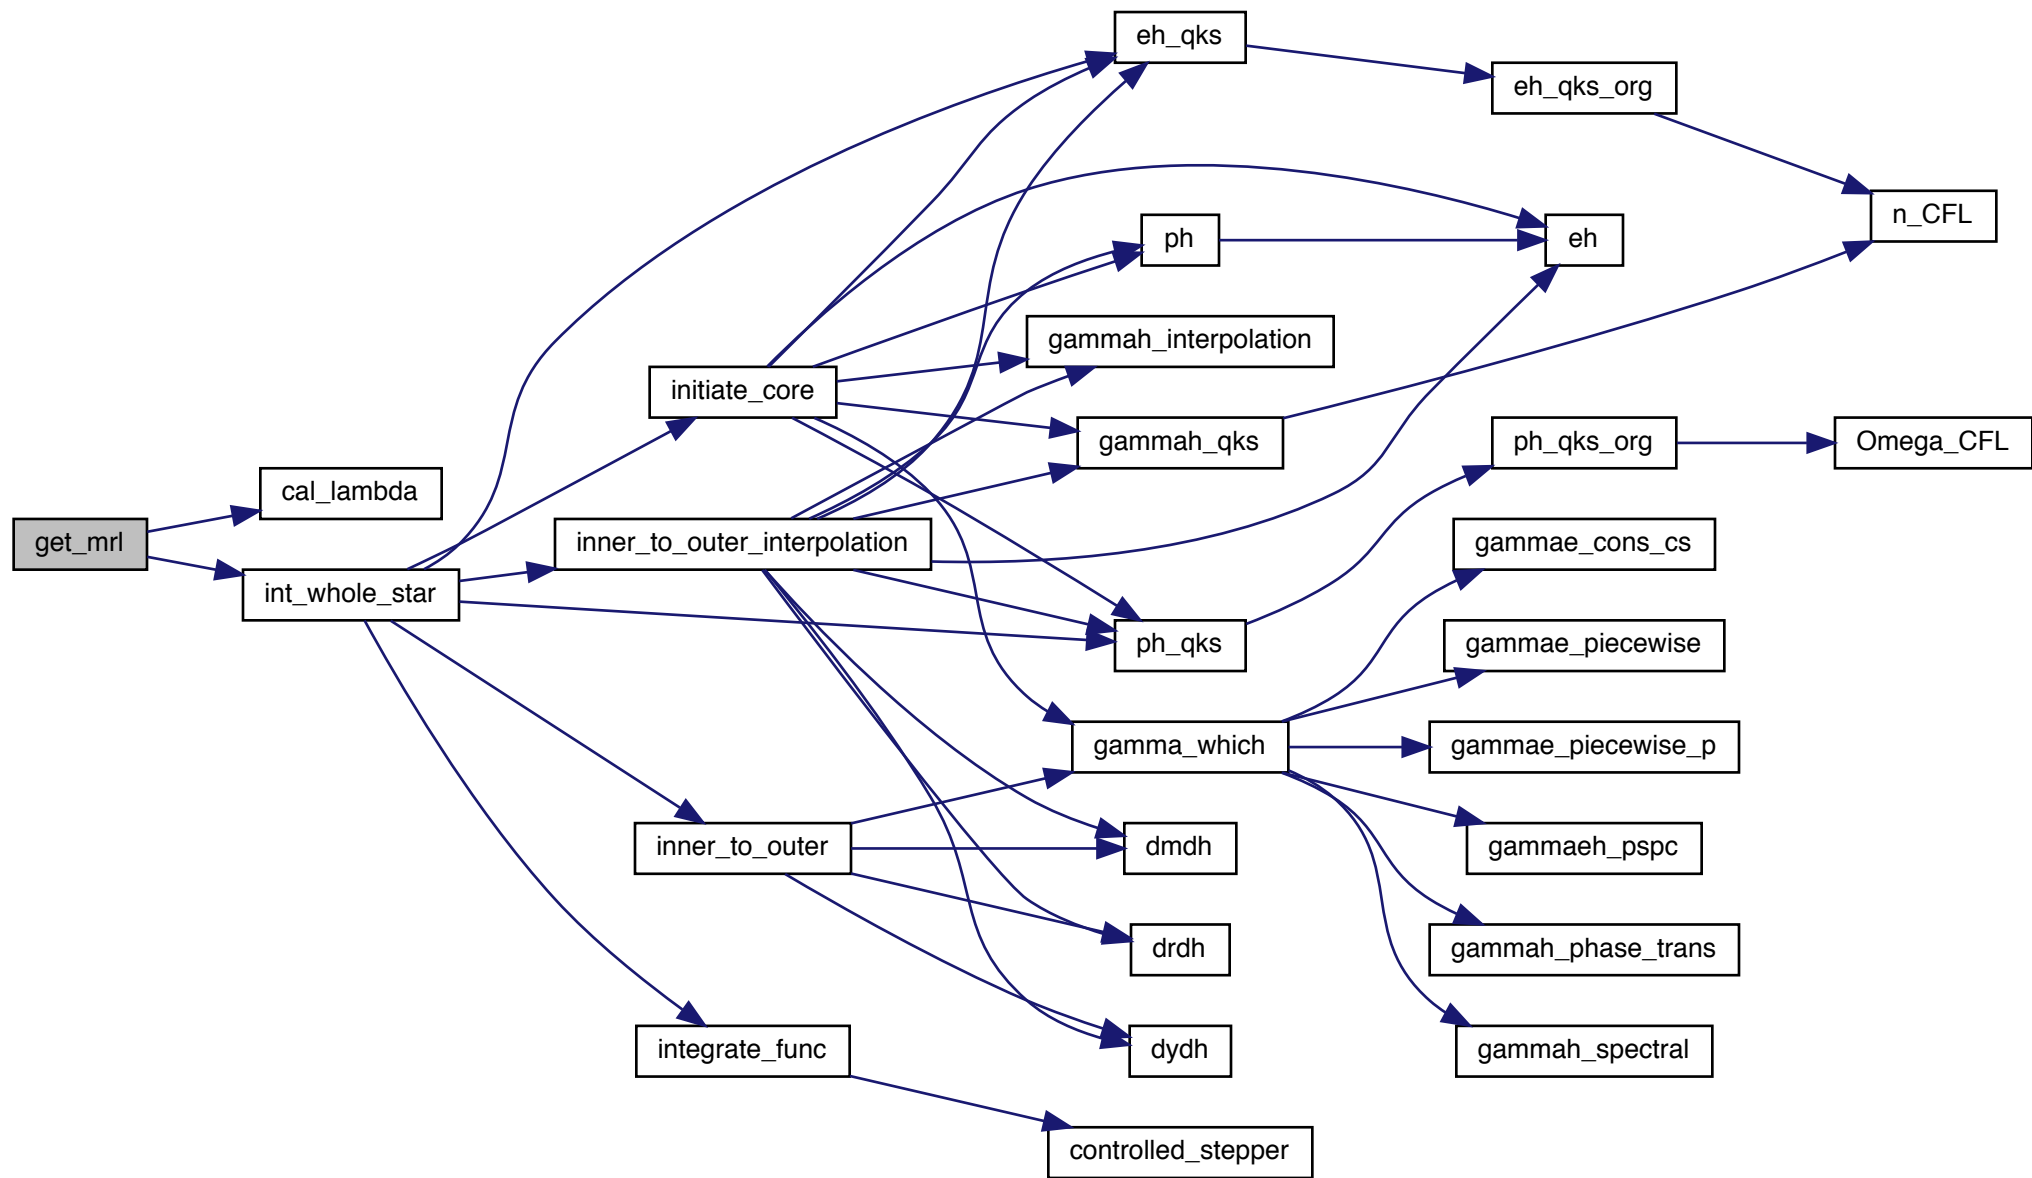 eh_qks
eh_qks_org
n_CFL
ph
eh
gammah_interpolation
initiate_core
gammah_qks
ph_qks_org
Omega_CFL
cal_lambda
get_mrl
inner_to_outer_interpolation
gammae_cons_cs
int_whole_star
ph_qks
gammae_piecewise
gamma_which
gammae_piecewise_p
inner_to_outer
dmdh
gammaeh_pspc
drdh
gammah_phase_trans
integrate_func
dydh
gammah_spectral
controlled_stepper